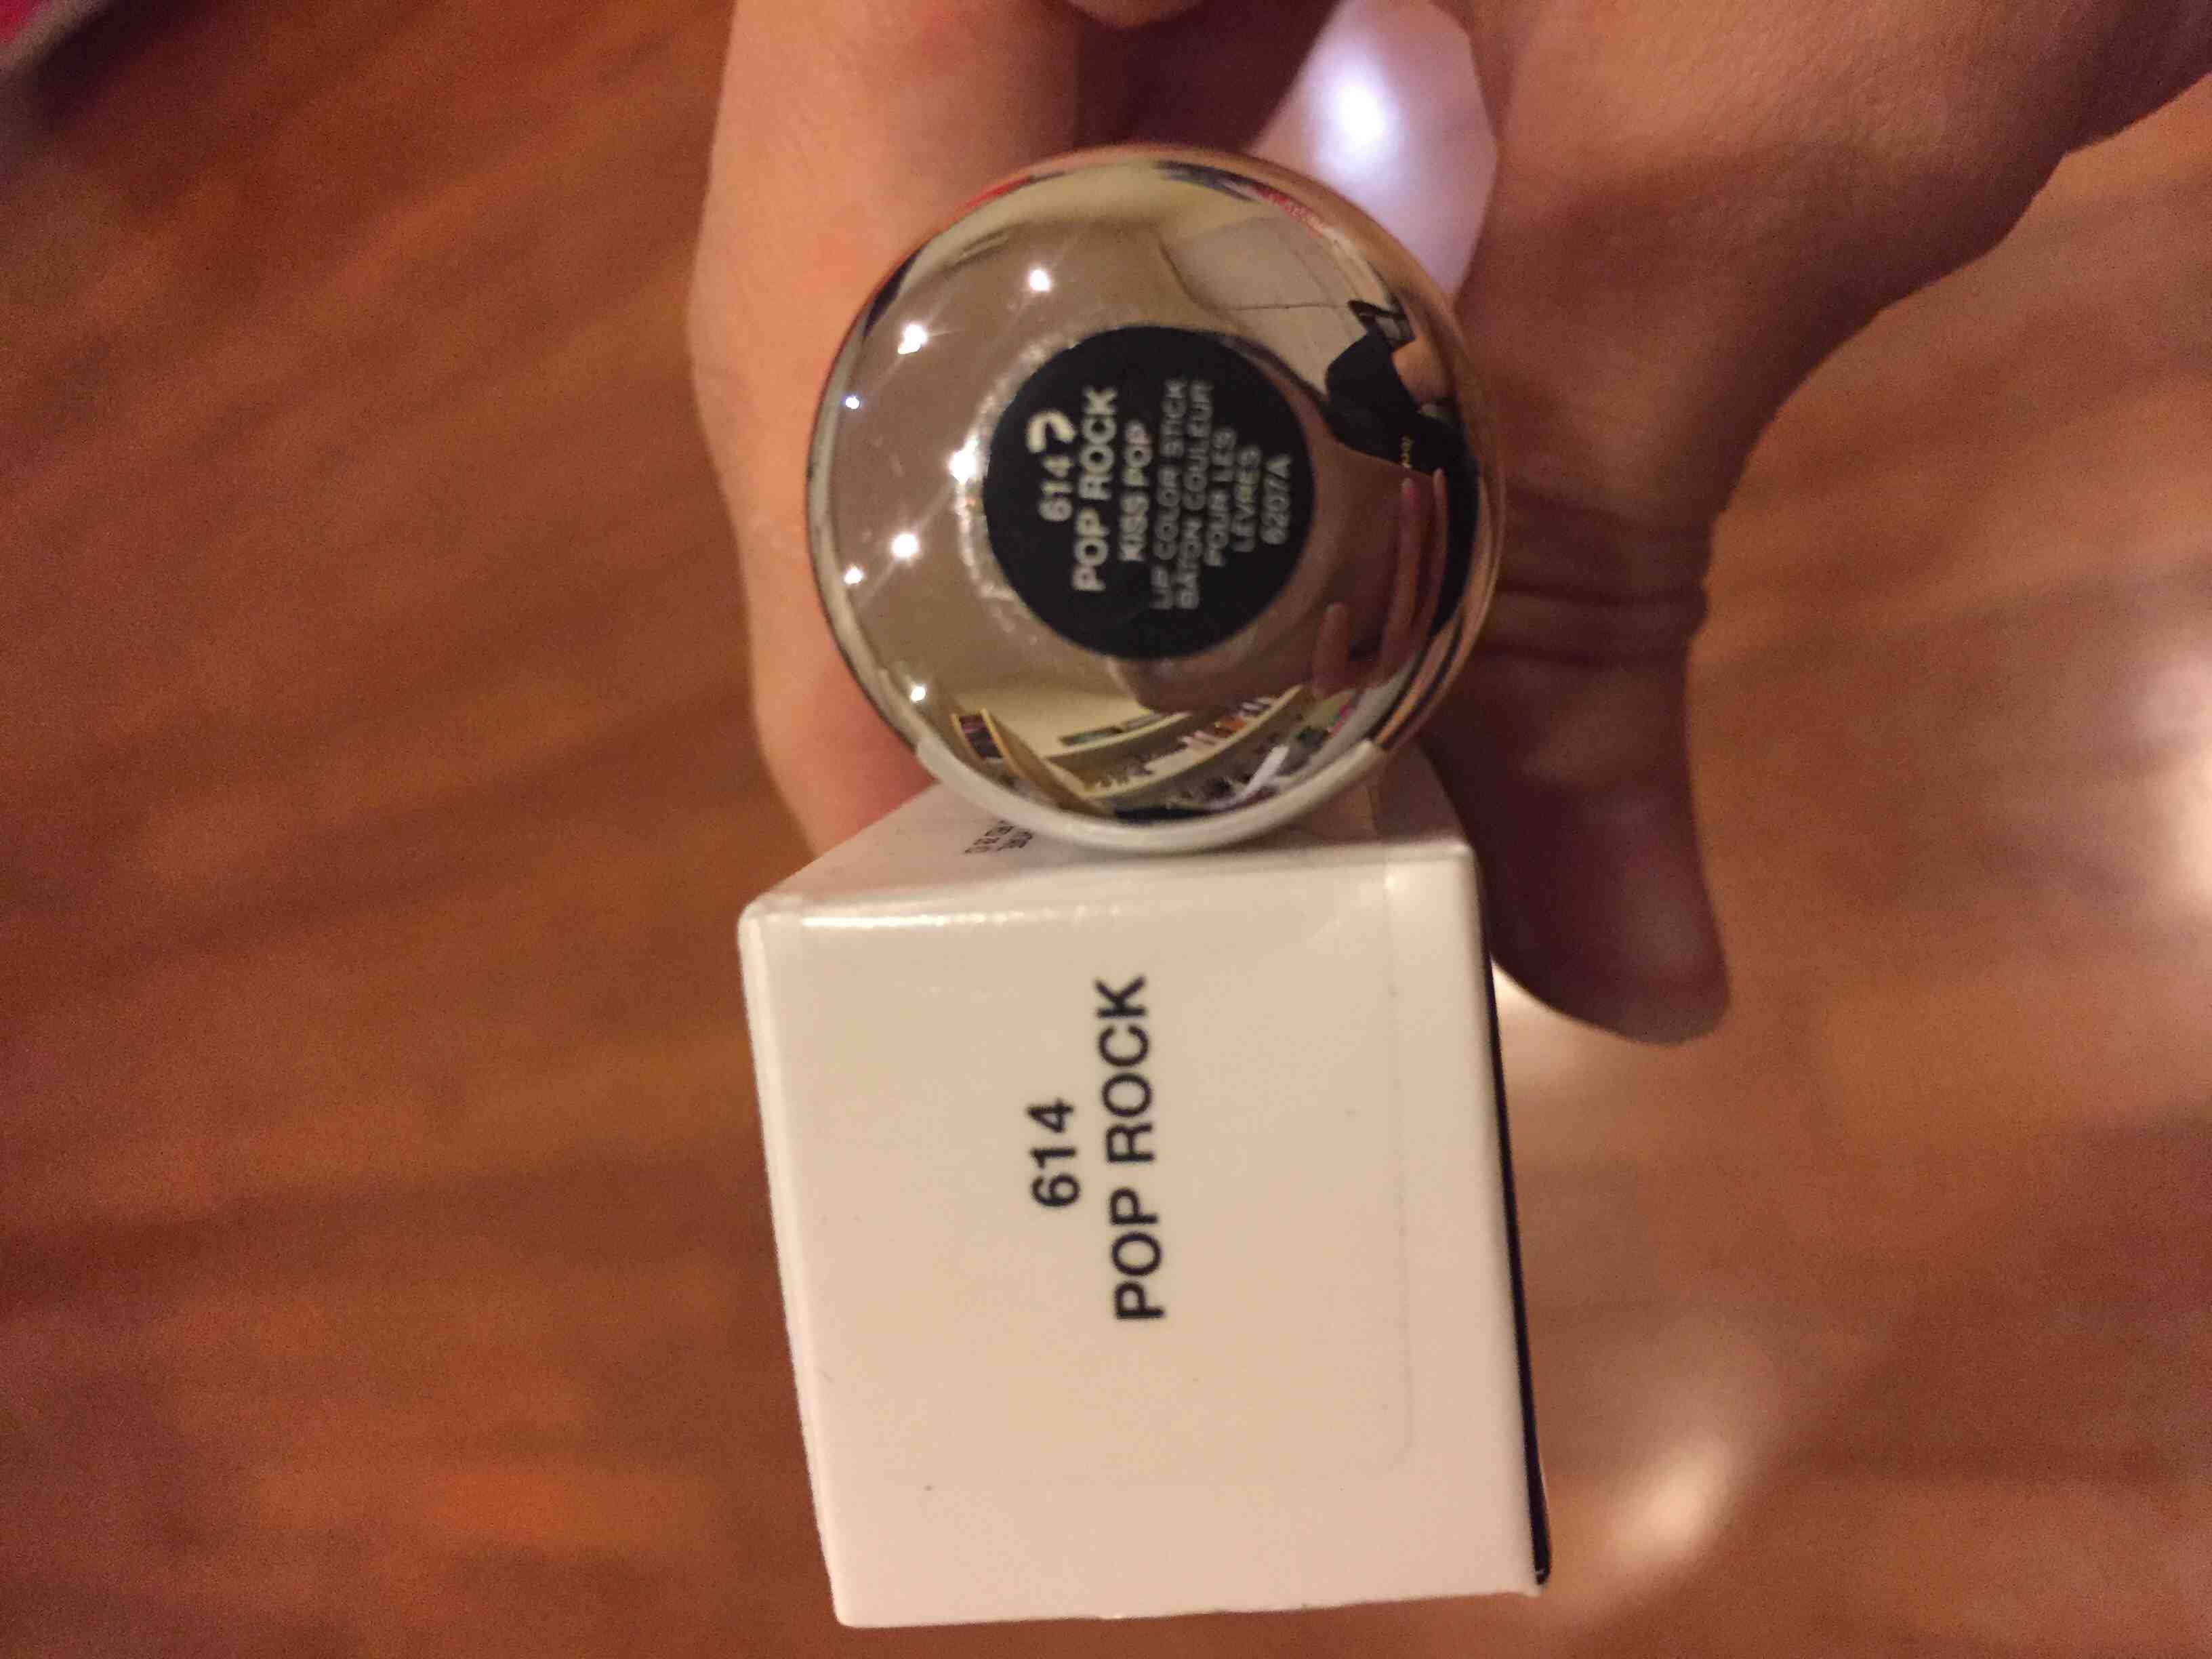 614
POP ROCK
KISS POP
LIP COLOR STICK
BÂTON COULEUR
POUR LES
LÈVRES
6207A
614
POP ROCK